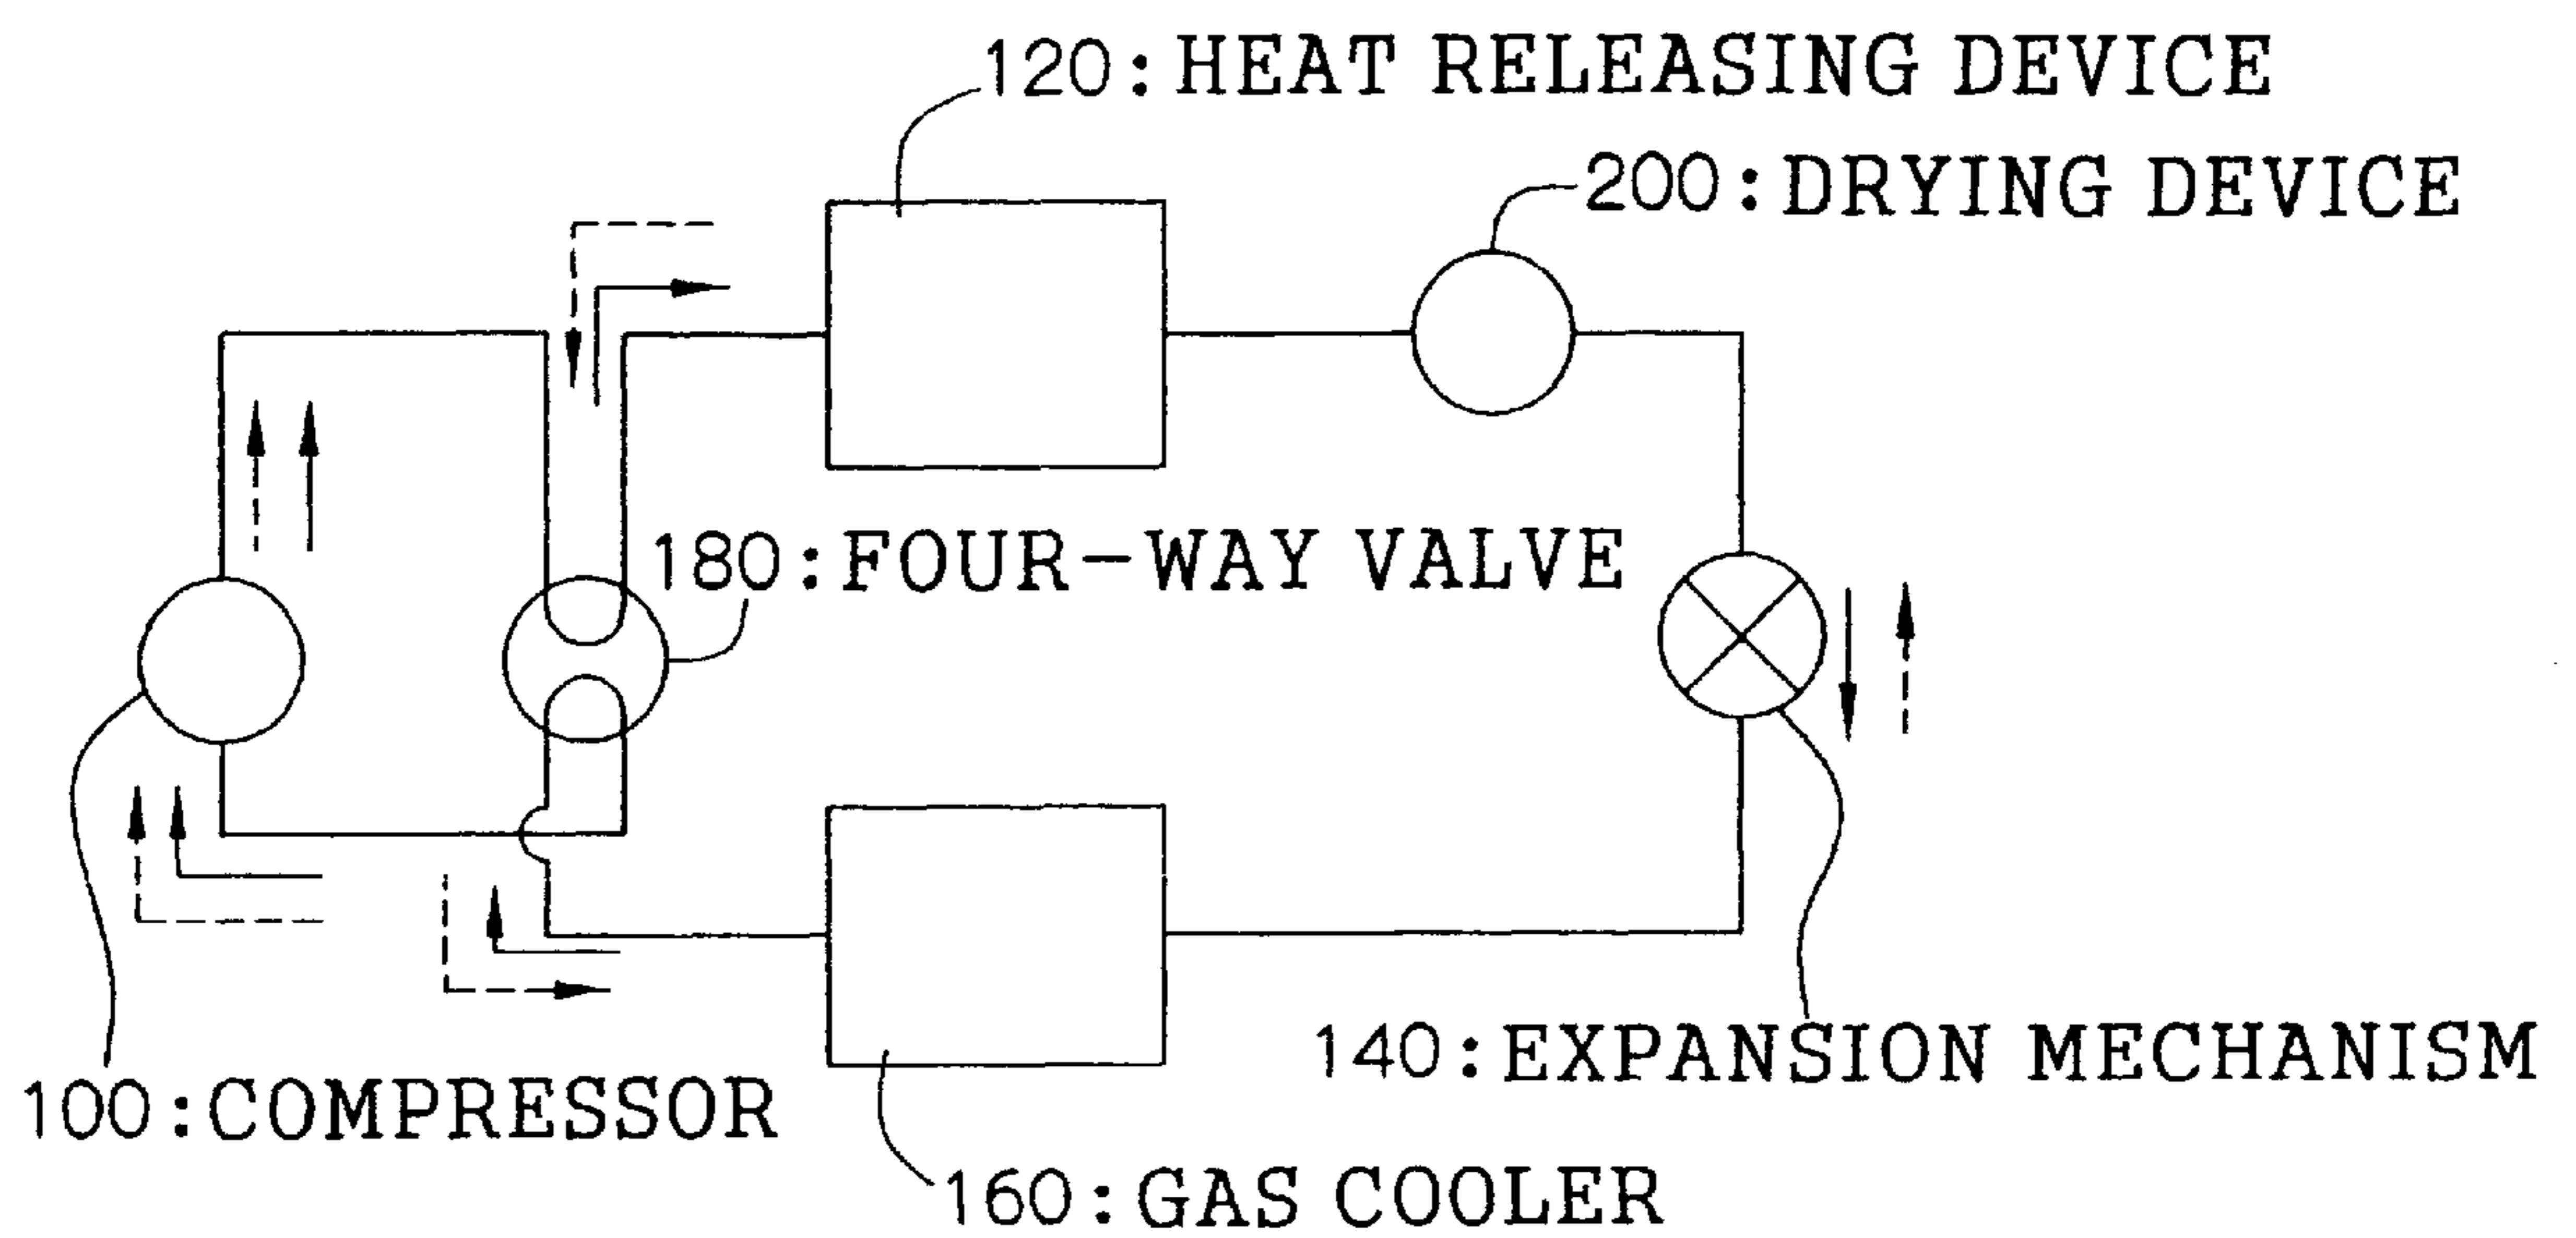 120:HEAT RELEASING DEVICE
200:DRYING DEVICE
180:FOUR-WAY VALVE
140:EXPANSION MECHANISM
100:COMPRESSOR
160:GAS COOLER